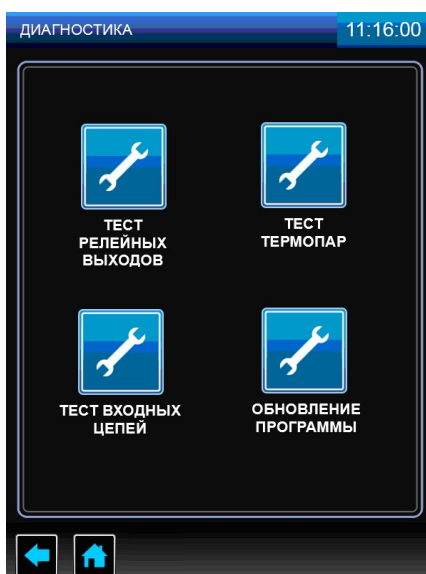 ДИАГНОСТИКА 11:16:00
ТЕСТ
РЕЛЕЙНЫХ
ВЫХОДОВ
ТЕСТ
ТЕРМОПАР
ТЕСТ ВХОДНЫХ
ЦЕПЕЙ
ОБНОВЛЕНИЕ
ПРОГРАММЫ